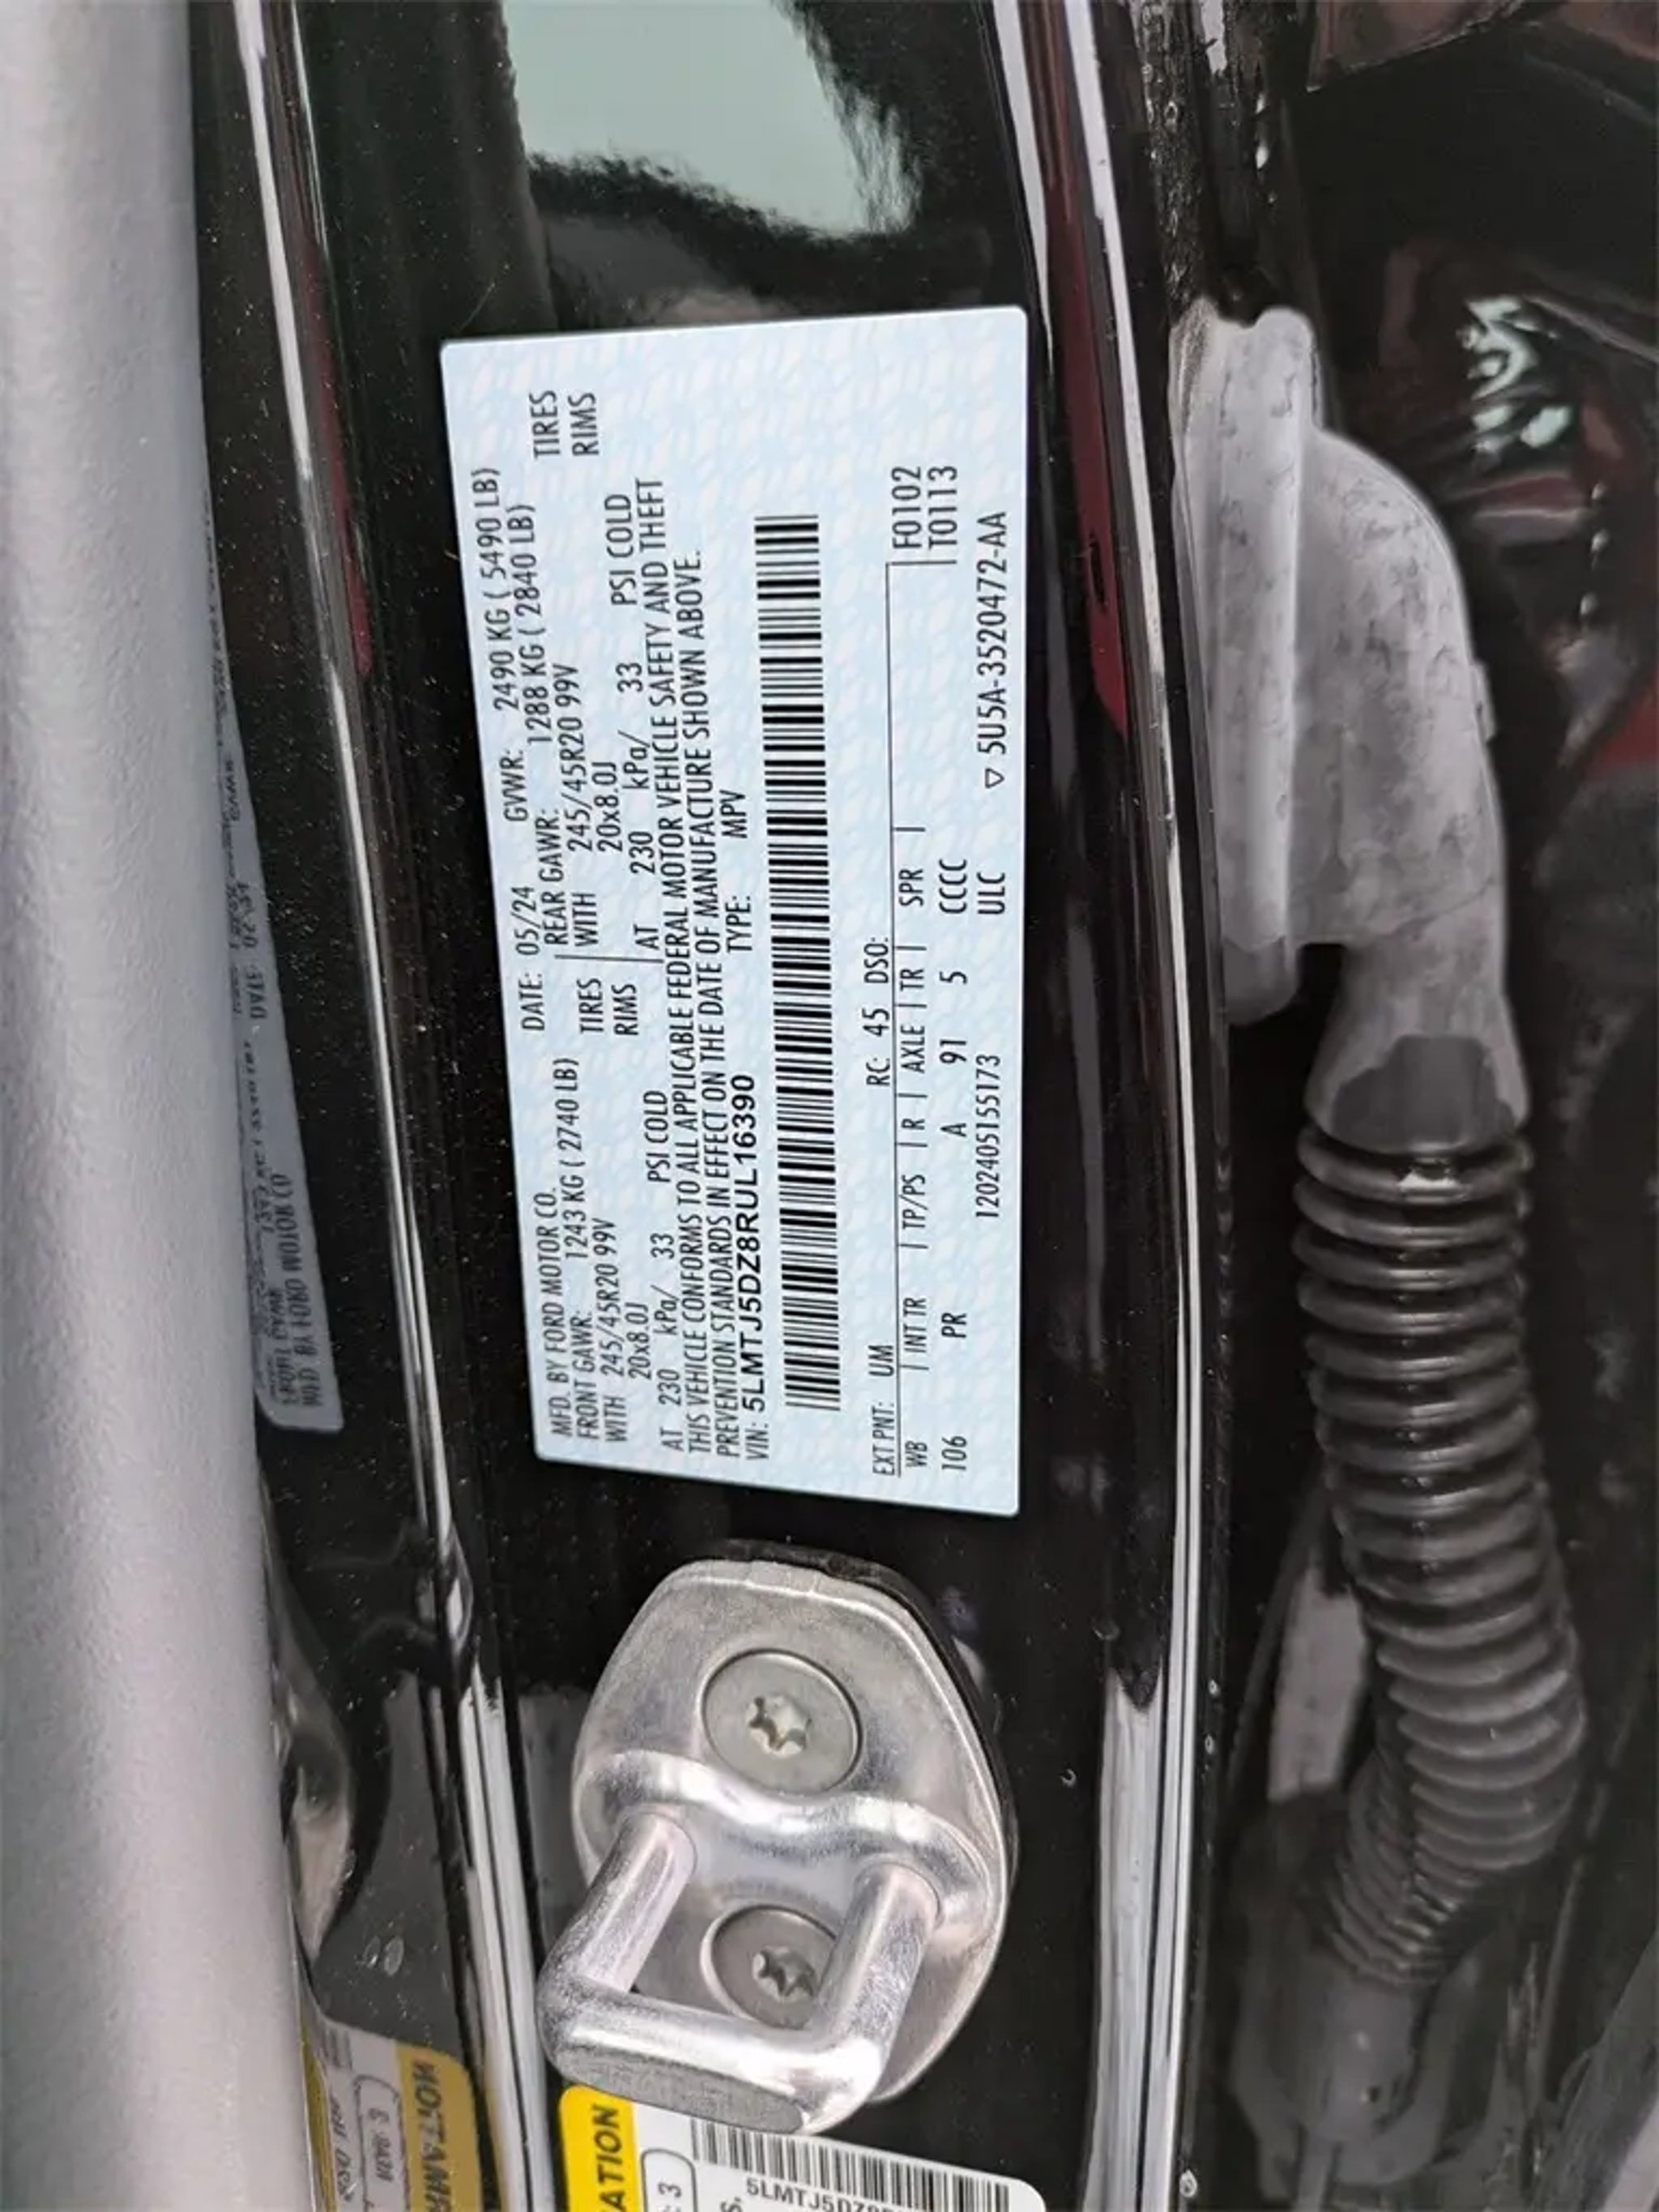 MFD. BY FORD MOTOR CO. DATE: 05/24 GVWR: 2490 KG ( 5490 LB)
FRONT GAWR: 1243 KG ( 2740 LB) REAR GAWR: 1288 KG ( 2840 LB)
WITH 245/45R20 99V TIRES WITH 245/45R20 99V TIRES
20x8.0J RIMS 20x8.0J RIMS
AT 230 kPa/ 33 PSI COLD AT 230 kPa/ 33 PSI COLD
THIS VEHICLE CONFORMS TO ALL APPLICABLE FEDERAL MOTOR VEHICLE SAFETY AND THEFT
PREVENTION STANDARDS IN EFFECT ON THE DATE OF MANUFACTURE SHOWN ABOVE.
VIN: 5LMTJ5DZ8RUL16390 TYPE: MPV
EXT PNT: UM RC: 45 DSO:
WB | INT TR | TP/PS | R | AXLE | TR | SPR | F0102
106 PR A 91 5 CCCC T0113
1202405155173 ULC ▽ 5U5A-3520472-AA
ATION
3
5LMTJ5DZ8